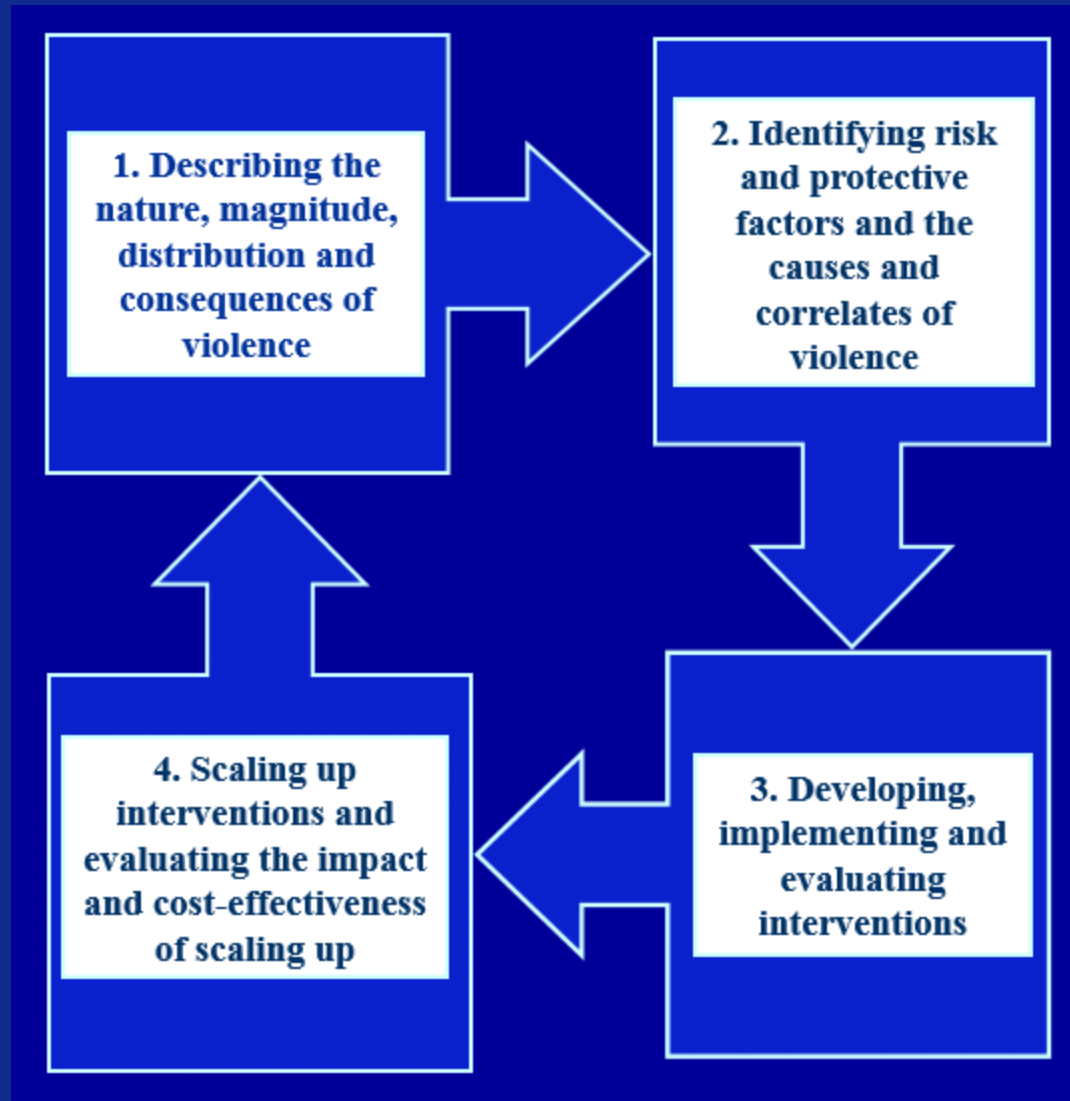 1. Describing the
nature, magnitude,
distribution and
consequences of
violence
2. Identifying risk
and protective
factors and the
causes and
correlates of
violence
3. Developing,
implementing and
evaluating
interventions
4. Scaling up
interventions and
evaluating the impact
and cost-effectiveness
of scaling up